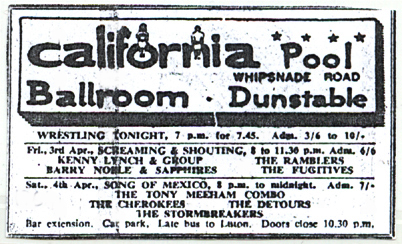 california Pool
WHIPSNADE ROAD
Ballroom · Dunstable
WRESTLING TONIGHT, 7 p.m. for 7.45. Adm. 3/6 to 10/-
Fri., 3rd Apr., SCREAMING & SHOUTING, 8 to 11.30 p.m. Adm. 6/6
KENNY LYNCH & GROUP THE RAMBLERS
BARRY NOBLE & SAPPHIRES THE FUGITIVES
Sat., 4th Apr., SONG OF MEXICO, 8 p.m. to midnight. Adm. 7/-
THE TONY MEEHAM COMBO
THE CHEROKEES THE DETOURS
THE STORMBREAKERS
Bar extension. Car park. Late bus to Luton. Doors close 10.30 p.m.